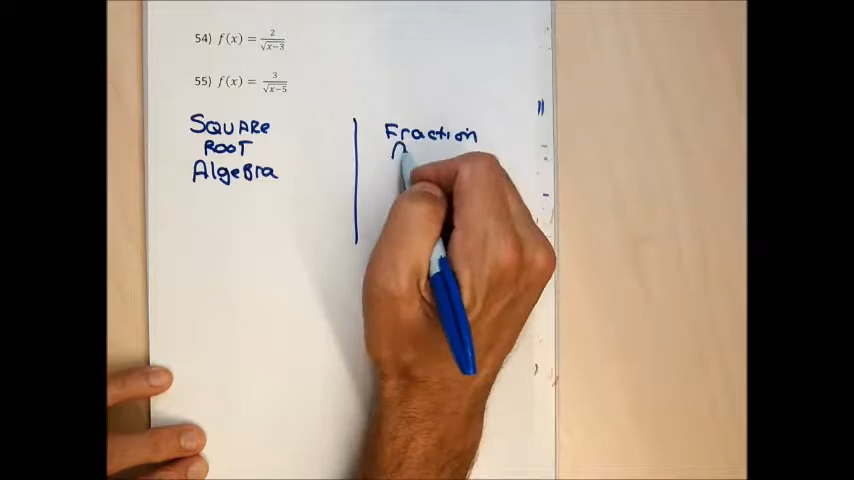 54) f(x) = 2/√x−3
55) f(x) = 3/√x−5
SQUARE
ROOT
AlgeBra
Fraction